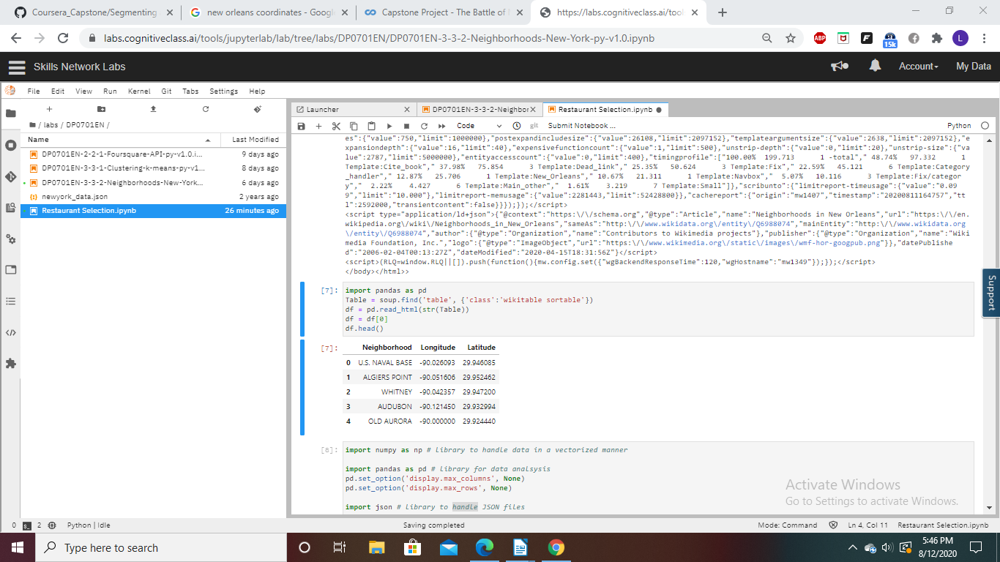 Coursera_Capstone/Segmenting
new orleans coordinates - Googl
Capstone Project - The Battle of
https://labs.cognitiveclass.ai/tool
labs.cognitiveclass.ai/tools/jupyterlab/lab/tree/labs/DP0701EN/DP0701EN-3-3-2-Neighborhoods-New-York-py-v1.0.ipynb
ABP
15k
L
Skills Network Labs
Account
My Data
File Edit View Run Kernel Git Tabs Settings Help
/ labs / DP0701EN /
Name Last Modified
DP0701EN-2-2-1-Foursquare-API-py-v1.0.i... 9 days ago
DP0701EN-3-3-1-Clustering-k-means-py-v1... 8 days ago
DP0701EN-3-3-2-Neighborhoods-New-York... 6 days ago
newyork_data.json 2 years ago
Restaurant Selection.ipynb 26 minutes ago
Launcher
DP0701EN-3-3-2-Neighbor
Restaurant Selection.ipynb
Code
git
Submit Notebook ...
Python
es":{"value":750,"limit":1000000},"postexpandincludesize":{"value":26108,"limit":2097152},"templateargumentsize":{"value":2638,"limit":2097152},"e
xpansiondepth":{"value":16,"limit":40},"expensivefunctioncount":{"value":1,"limit":500},"unstrip-depth":{"value":0,"limit":20},"unstrip-size":{"va
lue":2787,"limit":5000000},"entityaccesscount":{"value":0,"limit":400},"timingprofile":["100.00% 199.713 1 -total"," 48.74% 97.332 1
Template:Cite_book"," 37.98% 75.854 3 Template:Dead_link"," 25.35% 50.624 3 Template:Fix"," 22.59% 45.121 6 Template:Category
_handler"," 12.87% 25.706 1 Template:New_Orleans"," 10.67% 21.311 1 Template:Navbox"," 5.07% 10.116 3 Template:Fix/categor
y"," 2.22% 4.427 6 Template:Main_other"," 1.61% 3.219 7 Template:Small"]},"scribunto":{"limitreport-timeusage":{"value":"0.09
9","limit":"10.000"},"limitreport-memusage":{"value":2281443,"limit":52428800}},"cachereport":{"origin":"mw1407","timestamp":"20200811164757","tt
l":2592000,"transientcontent":false}}});});</script>
<script type="application/ld+json">{"@context":"https:\/\/schema.org","@type":"Article","name":"Neighborhoods in New Orleans","url":"https:\/\/en.
wikipedia.org\/wiki\/Neighborhoods_in_New_Orleans","sameAs":"http:\/\/www.wikidata.org\/entity\/Q6988074","mainEntity":"http:\/\/www.wikidata.org
\/entity\/Q6988074","author":{"@type":"Organization","name":"Contributors to Wikimedia projects"},"publisher":{"@type":"Organization","name":"Wiki
media Foundation, Inc.","logo":{"@type":"ImageObject","url":"https:\/\/www.wikimedia.org\/static\/images\/wmf-hor-googpub.png"}},"datePublishe
d":"2006-02-04T00:13:27Z","dateModified":"2020-04-15T18:31:56Z"}</script>
<script>(RLQ=window.RLQ||[]).push(function(){mw.config.set({"wgBackendResponseTime":120,"wgHostname":"mw1349"});});</script>
</body></html>>
[7]: import pandas as pd
Table = soup.find('table', {'class':'wikitable sortable'})
df = pd.read_html(str(Table))
df = df[0]
df.head()
[7]: Neighborhood Longitude Latitude
0 U.S. NAVAL BASE -90.026093 29.946085
1 ALGIERS POINT -90.051606 29.952462
2 WHITNEY -90.042357 29.947200
3 AUDUBON -90.121450 29.932994
4 OLD AURORA -90.000000 29.924440
[8]: import numpy as np # library to handle data in a vectorized manner
import pandas as pd # library for data analsysis
pd.set_option('display.max_columns', None)
pd.set_option('display.max_rows', None)
import json # library to handle JSON files
Support
Activate Windows
Go to Settings to activate Windows.
0 2 Python | Idle
Saving completed
Mode: Command Ln 4, Col 11 Restaurant Selection.ipynb
Type here to search
5:46 PM
8/12/2020